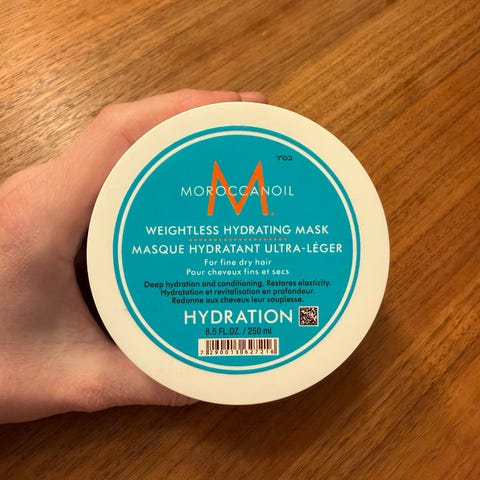 בס"ד
M
MOROCCANOIL
WEIGHTLESS HYDRATING MASK
MASQUE HYDRATANT ULTRA-LÉGER
For fine dry hair
Pour cheveux fins et secs
Deep hydration and conditioning. Restores elasticity.
Hydratation et revitalisation en profondeur.
Redonne aux cheveux leur souplesse.
HYDRATION
8.5 FL.OZ. / 250 ml
7290013627216